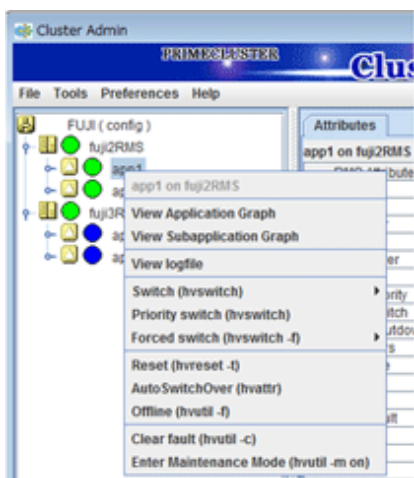 Cluster Admin
PRIMECLUSTER
Clus
File Tools Preferences Help
FUJI ( config )
fuji2RMS
app1
fuji3R
Attributes
app1 on fuji2RMS
app1 on fuji2RMS
View Application Graph
View Subapplication Graph
View logfile
Switch (hvswitch)
Priority switch (hvswitch)
Forced switch (hvswitch -f)
Reset (hvreset -t)
AutoSwitchOver (hvattr)
Offline (hvutil -f)
Clear fault (hvutil -c)
Enter Maintenance Mode (hvutil -m on)